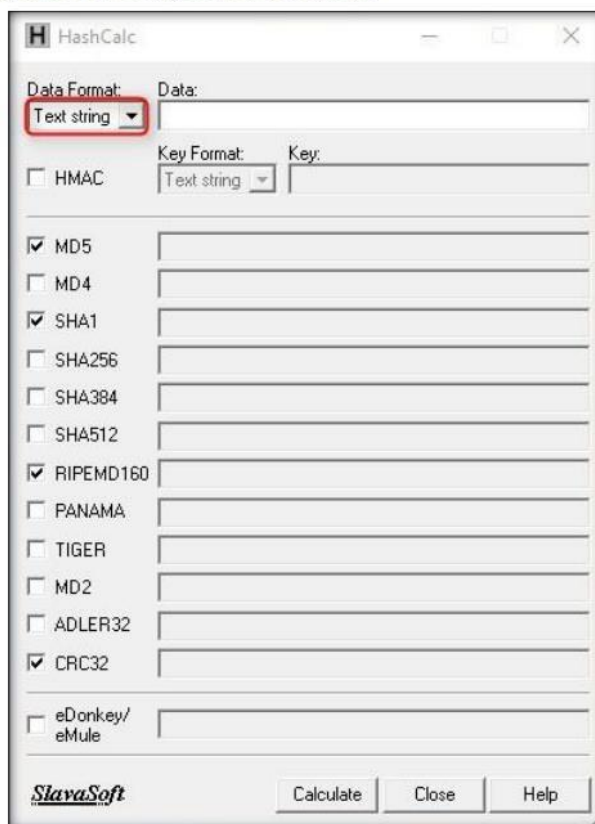 H HashCalc
Data Format: Data:
Text string
Key Format: Key:
HMAC Text string
MD5
MD4
SHA1
SHA256
SHA384
SHA512
RIPEMD160
PANAMA
TIGER
MD2
ADLER32
CRC32
eDonkey/
eMule
SlavaSoft Calculate Close Help